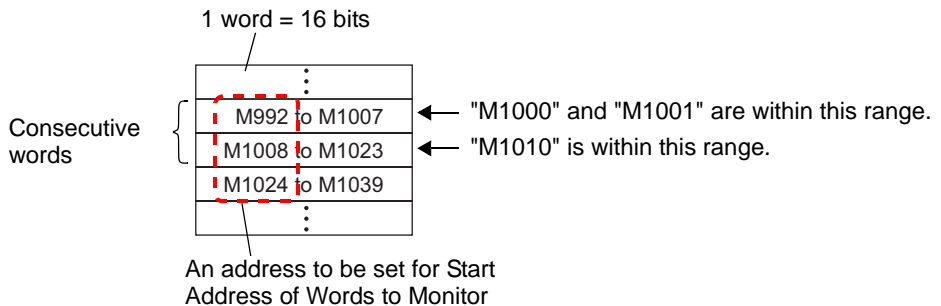 1 word = 16 bits
M992 to M1007
"M1000" and "M1001" are within this range.
Consecutive
words
M1008 to M1023
"M1010" is within this range.
M1024 to M1039
An address to be set for Start
Address of Words to Monitor